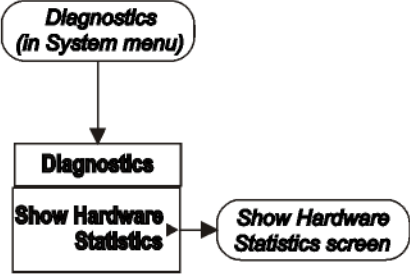 Diagnostics
(in System menu)
Diagnostics
Show Hardware
Statistics
Show Hardware
Statistics screen